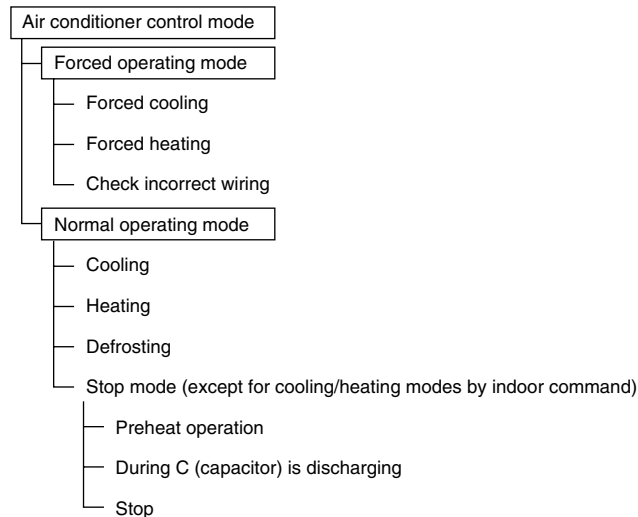 Air conditioner control mode
Forced operating mode
Forced cooling
Forced heating
Check incorrect wiring
Normal operating mode
Cooling
Heating
Defrosting
Stop mode (except for cooling/heating modes by indoor command)
Preheat operation
During C (capacitor) is discharging
Stop